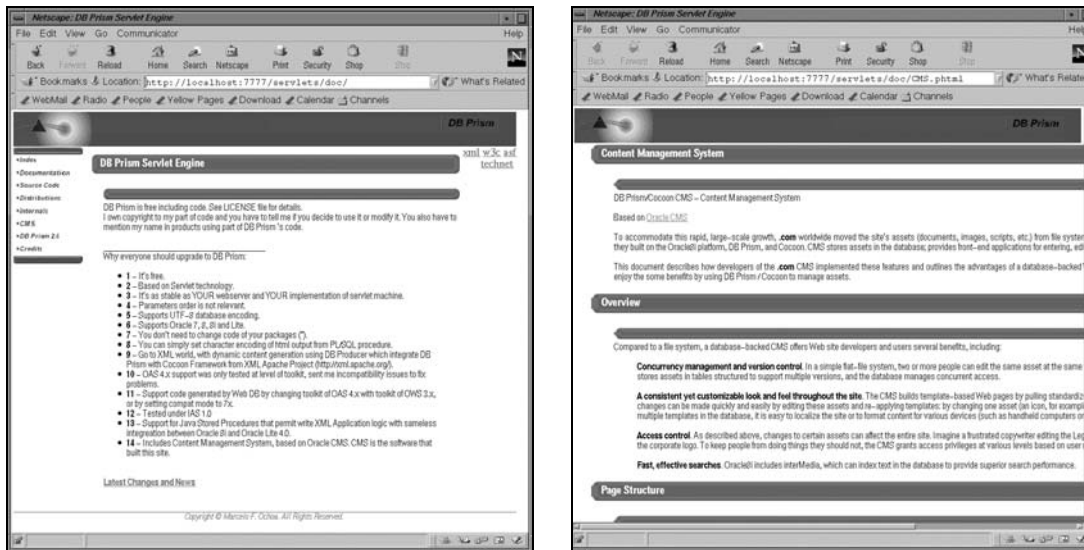 Netscape: DB Prism Servlet Engine
File Edit View Go Communicator Help
Back Forward Reload Home Search Netscape Print Security Shop Stop
Bookmarks Location: http://localhost:7777/servlets/doc/ What's Related
WebMail Radio People Yellow Pages Download Calendar Channels
DB Prism
Index
Documentation
Source Code
Distributions
Internals
CMS
DB Prism 2.1
Credits
DB Prism Servlet Engine
xml w3c asf
technet
DB Prism is free including code. See LICENSE file for details.
I own copyright to my part of code and you have to tell me if you decide to use it or modify it. You also have to
mention my name in products using part of DB Prism 's code.
Why everyone should upgrade to DB Prism:
1 – It's free.
2 – Based on Servlet technology.
3 – It's as stable as YOUR webserver and YOUR implementation of servlet machine.
4 – Parameters order is not relevant.
5 – Supports UTF–8 database encoding.
6 – Supports Oracle 7, 8, 8i and Lite.
7 – You don't need to change code of your packages (*).
8 – You can simply set character encoding of html output from PL/SQL procedure.
9 – Go to XML world, with dynamic content generation using DB Producer which integrate DB
Prism with Cocoon Framework from XML Apache Project (http://xml.apache.org/).
10 – OAS 4.x support was only tested at level of toolkit, sent me incompatibility issues to fix
problems.
11 – Support code generated by Web DB by changing toolkit of OAS 4.x with toolkit of OWS 3.x,
or by setting compat mode to 7x.
12 – Tested under IAS 1.0
13 – Support for Java Stored Procedures that permit write XML Application logic with sameless
integreation between Oracle 8i and Oracle Lite 4.0.
14 – Includes Content Management System, based on Oracle CMS. CMS is the software that
built this site.
Latest Changes and News
Copyright © Marcelo F. Ochoa. All Rights Reserved.
Netscape: DB Prism Servlet Engine
File Edit View Go Communicator Help
Back Forward Reload Home Search Netscape Print Security Shop Stop
Bookmarks Location: http://localhost:7777/servlets/doc/CMS.phtml What's Related
WebMail Radio People Yellow Pages Download Calendar Channels
DB Prism
Content Management System
DB Prism/Cocoon CMS – Content Management System
Based on Oracle CMS
To accommodate this rapid, large–scale growth, .com worldwide moved the site's assets (documents, images, scripts, etc.) from file system
they built on the Oracle8i platform, DB Prism, and Cocoon. CMS stores assets in the database; provides front–end applications for entering, edi
This document describes how developers of the .com CMS implemented these features and outlines the advantages of a database–backed
enjoy the some benefits by using DB Prism / Cocoon to manage assets.
Overview
Compared to a file system, a database–backed CMS offers Web site developers and users several benefits, including:
Concurrency management and version control. In a simple flat–file system, two or more people can edit the same asset at the same
stores assets in tables structured to support multiple versions, and the database manages concurrent access.
A consistent yet customizable look and feel throughout the site. The CMS builds template–based Web pages by pulling standardiz
changes can be made quickly and easily by editing these assets and re–applying templates: by changing one asset (an icon, for exampl
multiple templates in the database, it is easy to localize the site or to format content for various devices (such as handheld computers or
Access control. As described above, changes to certain assets can affect the entire site. Imagine a frustrated copywriter editing the Leg
the corporate logo. To keep people from doing things they should not, the CMS grants access privileges at various levels based on user
Fast, effective searches. Oracle8i includes interMedia, which can index text in the database to provide superior search performance.
Page Structure